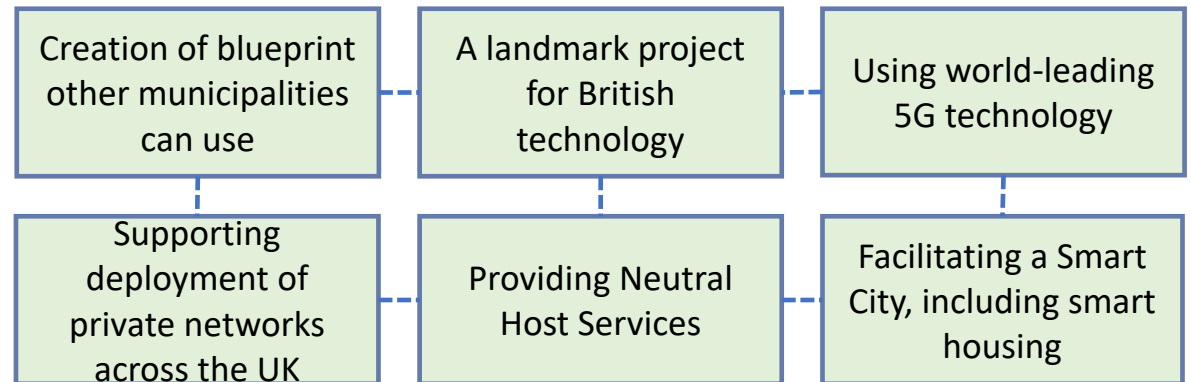 Creation of blueprint
other municipalities
can use
A landmark project
for British
technology
Using world-leading
5G technology
Supporting
deployment of
private networks
across the UK
Providing Neutral
Host Services
Facilitating a Smart
City, including smart
housing